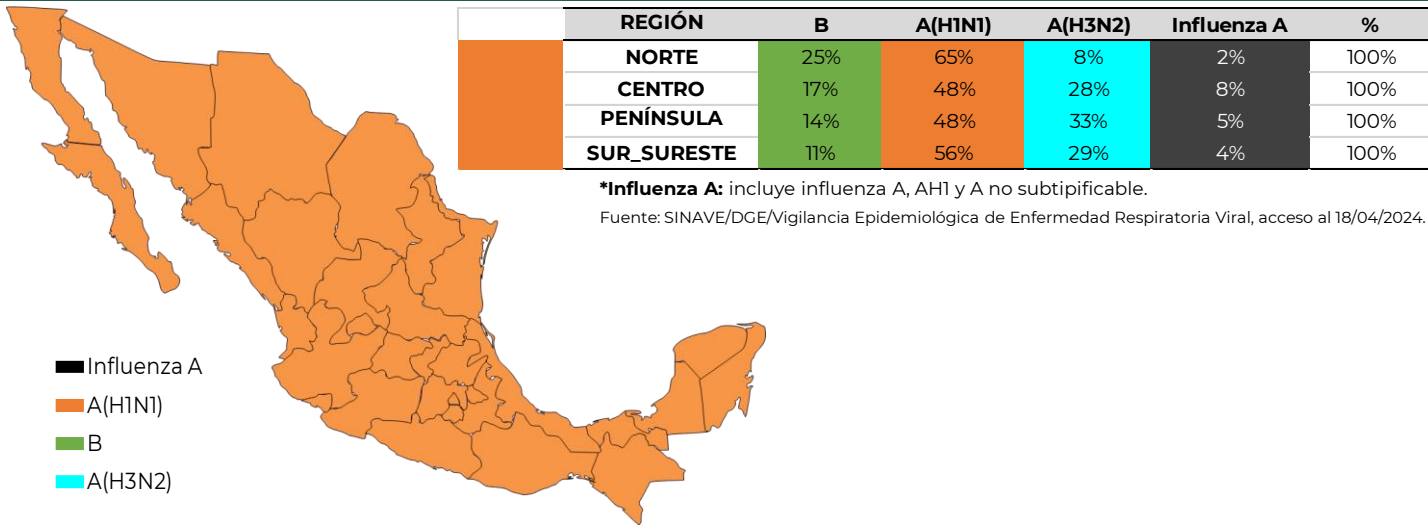 REGIÓN B A(H1N1) A(H3N2) Influenza A %
NORTE 25% 65% 8% 2% 100%
CENTRO 17% 48% 28% 8% 100%
PENÍNSULA 14% 48% 33% 5% 100%
SUR_SURESTE 11% 56% 29% 4% 100%
*Influenza A: incluye influenza A, AH1 y A no subtipificable.
Fuente: SINAVE/DGE/Vigilancia Epidemiológica de Enfermedad Respiratoria Viral, acceso al 18/04/2024.
Influenza A
A(H1N1)
B
A(H3N2)